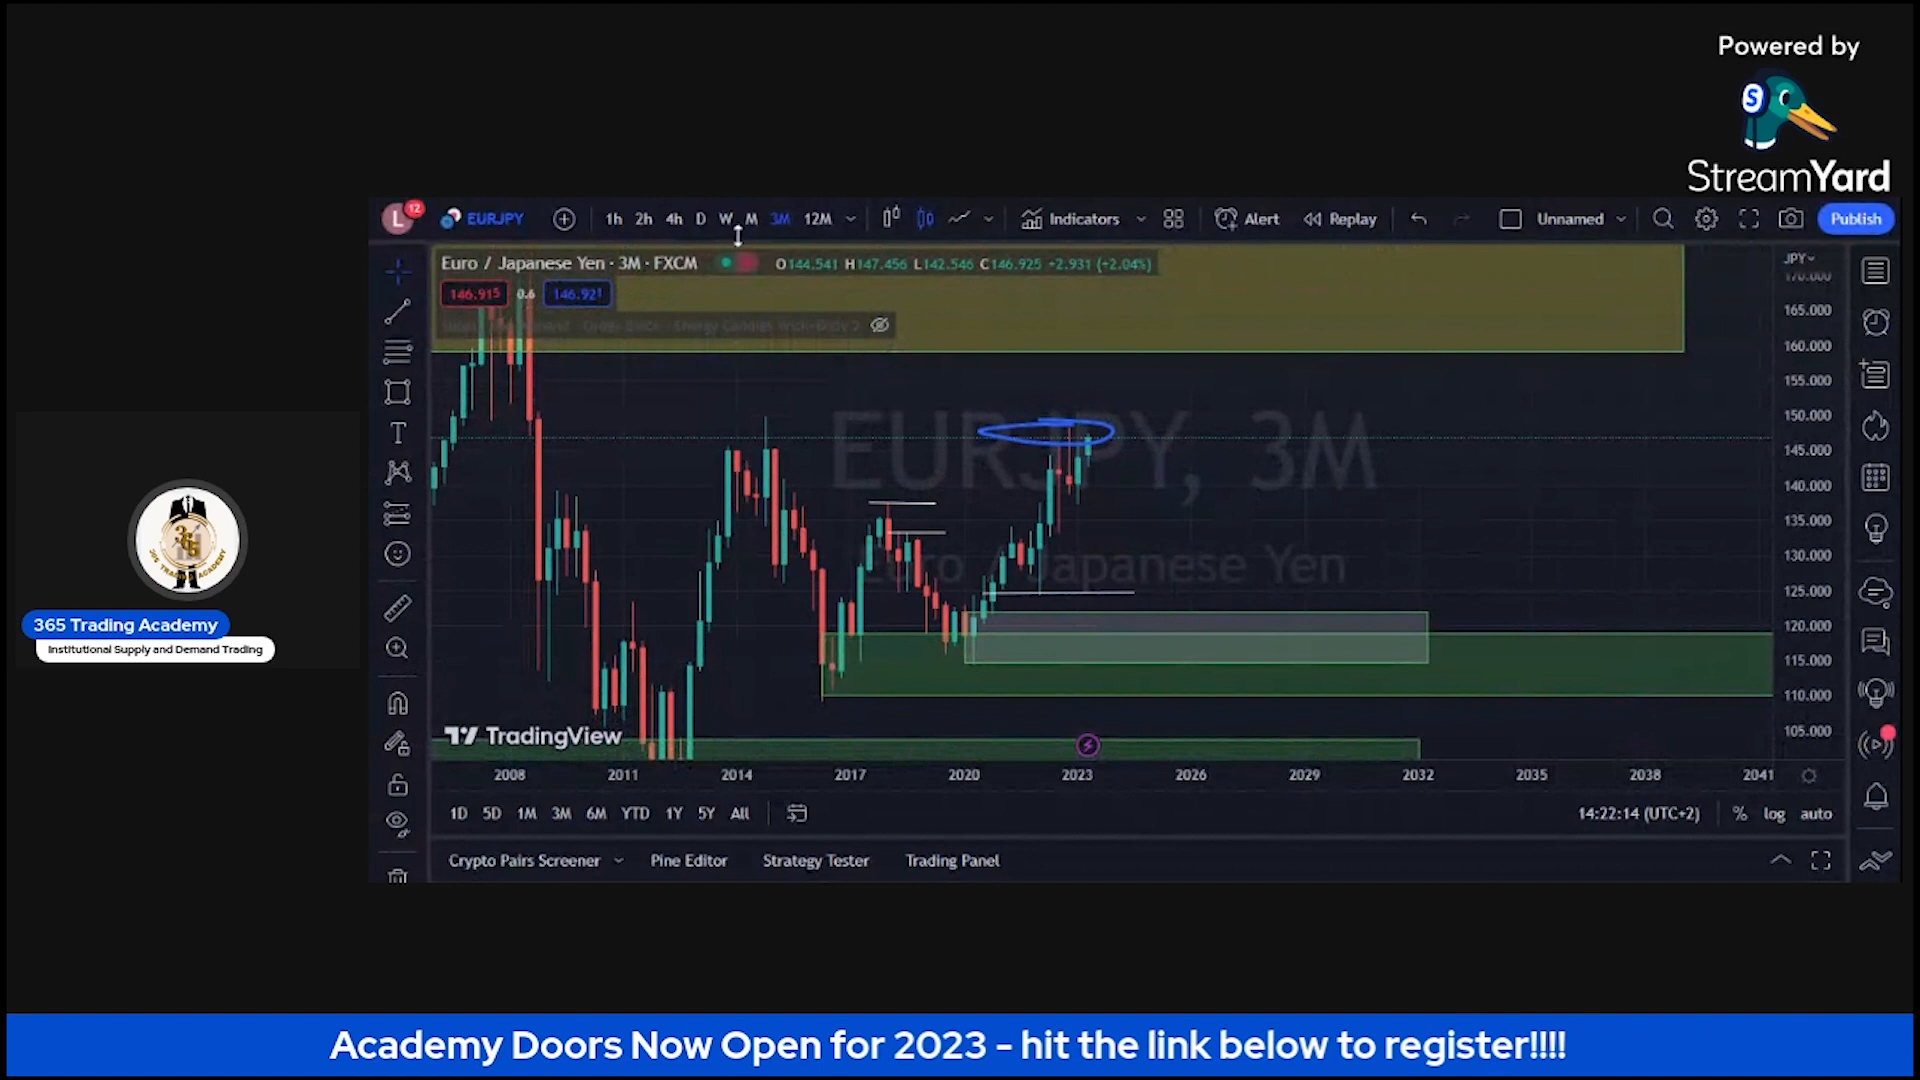 Powered by
S
StreamYard
L 12 EURJPY 1h 2h 4h D W M 3M 12M Indicators Alert Replay Unnamed Publish
Euro / Japanese Yen · 3M · FXCM O144.541 H147.456 L142.546 C146.925 +2.931 (+2.04%)
146.915 0.6 146.921
JPY
170.000
165.000
160.000
155.000
150.000
145.000
140.000
135.000
130.000
125.000
120.000
115.000
110.000
105.000
EURJPY, 3M
Euro / Japanese Yen
365
365 TRADING ACADEMY
365 Trading Academy
Institutional Supply and Demand Trading
TradingView
2008 2011 2014 2017 2020 2023 2026 2029 2032 2035 2038 2041
1D 5D 1M 3M 6M YTD 1Y 5Y All 14:22:14 (UTC+2) % log auto
Crypto Pairs Screener Pine Editor Strategy Tester Trading Panel
Academy Doors Now Open for 2023 - hit the link below to register!!!!